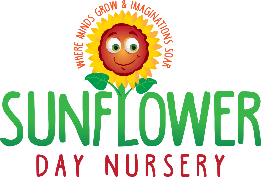 WHERE MINDS GROW & IMAGINATIONS SOAR
SUNFLOWER
DAY NURSERY